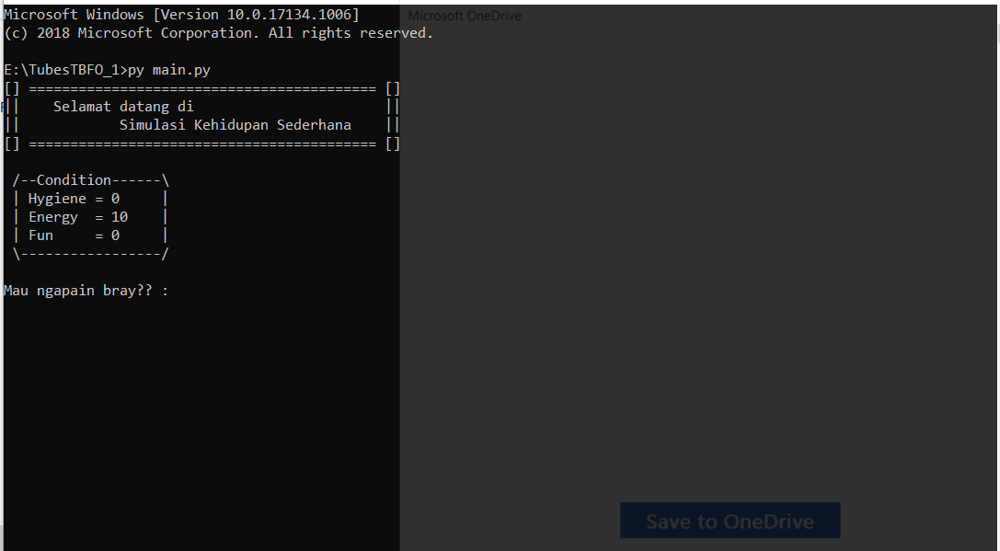 Microsoft Windows [Version 10.0.17134.1006]
(c) 2018 Microsoft Corporation. All rights reserved.
E:\TubesTBFO_1>py main.py
[] ========================================== []
||    Selamat datang di                       ||
||            Simulasi Kehidupan Sederhana    ||
[] ========================================== []
/--Condition------\
| Hygiene = 0     |
| Energy  = 10    |
| Fun     = 0     |
\-----------------/
Mau ngapain bray?? :
Microsoft OneDrive
Save to OneDrive